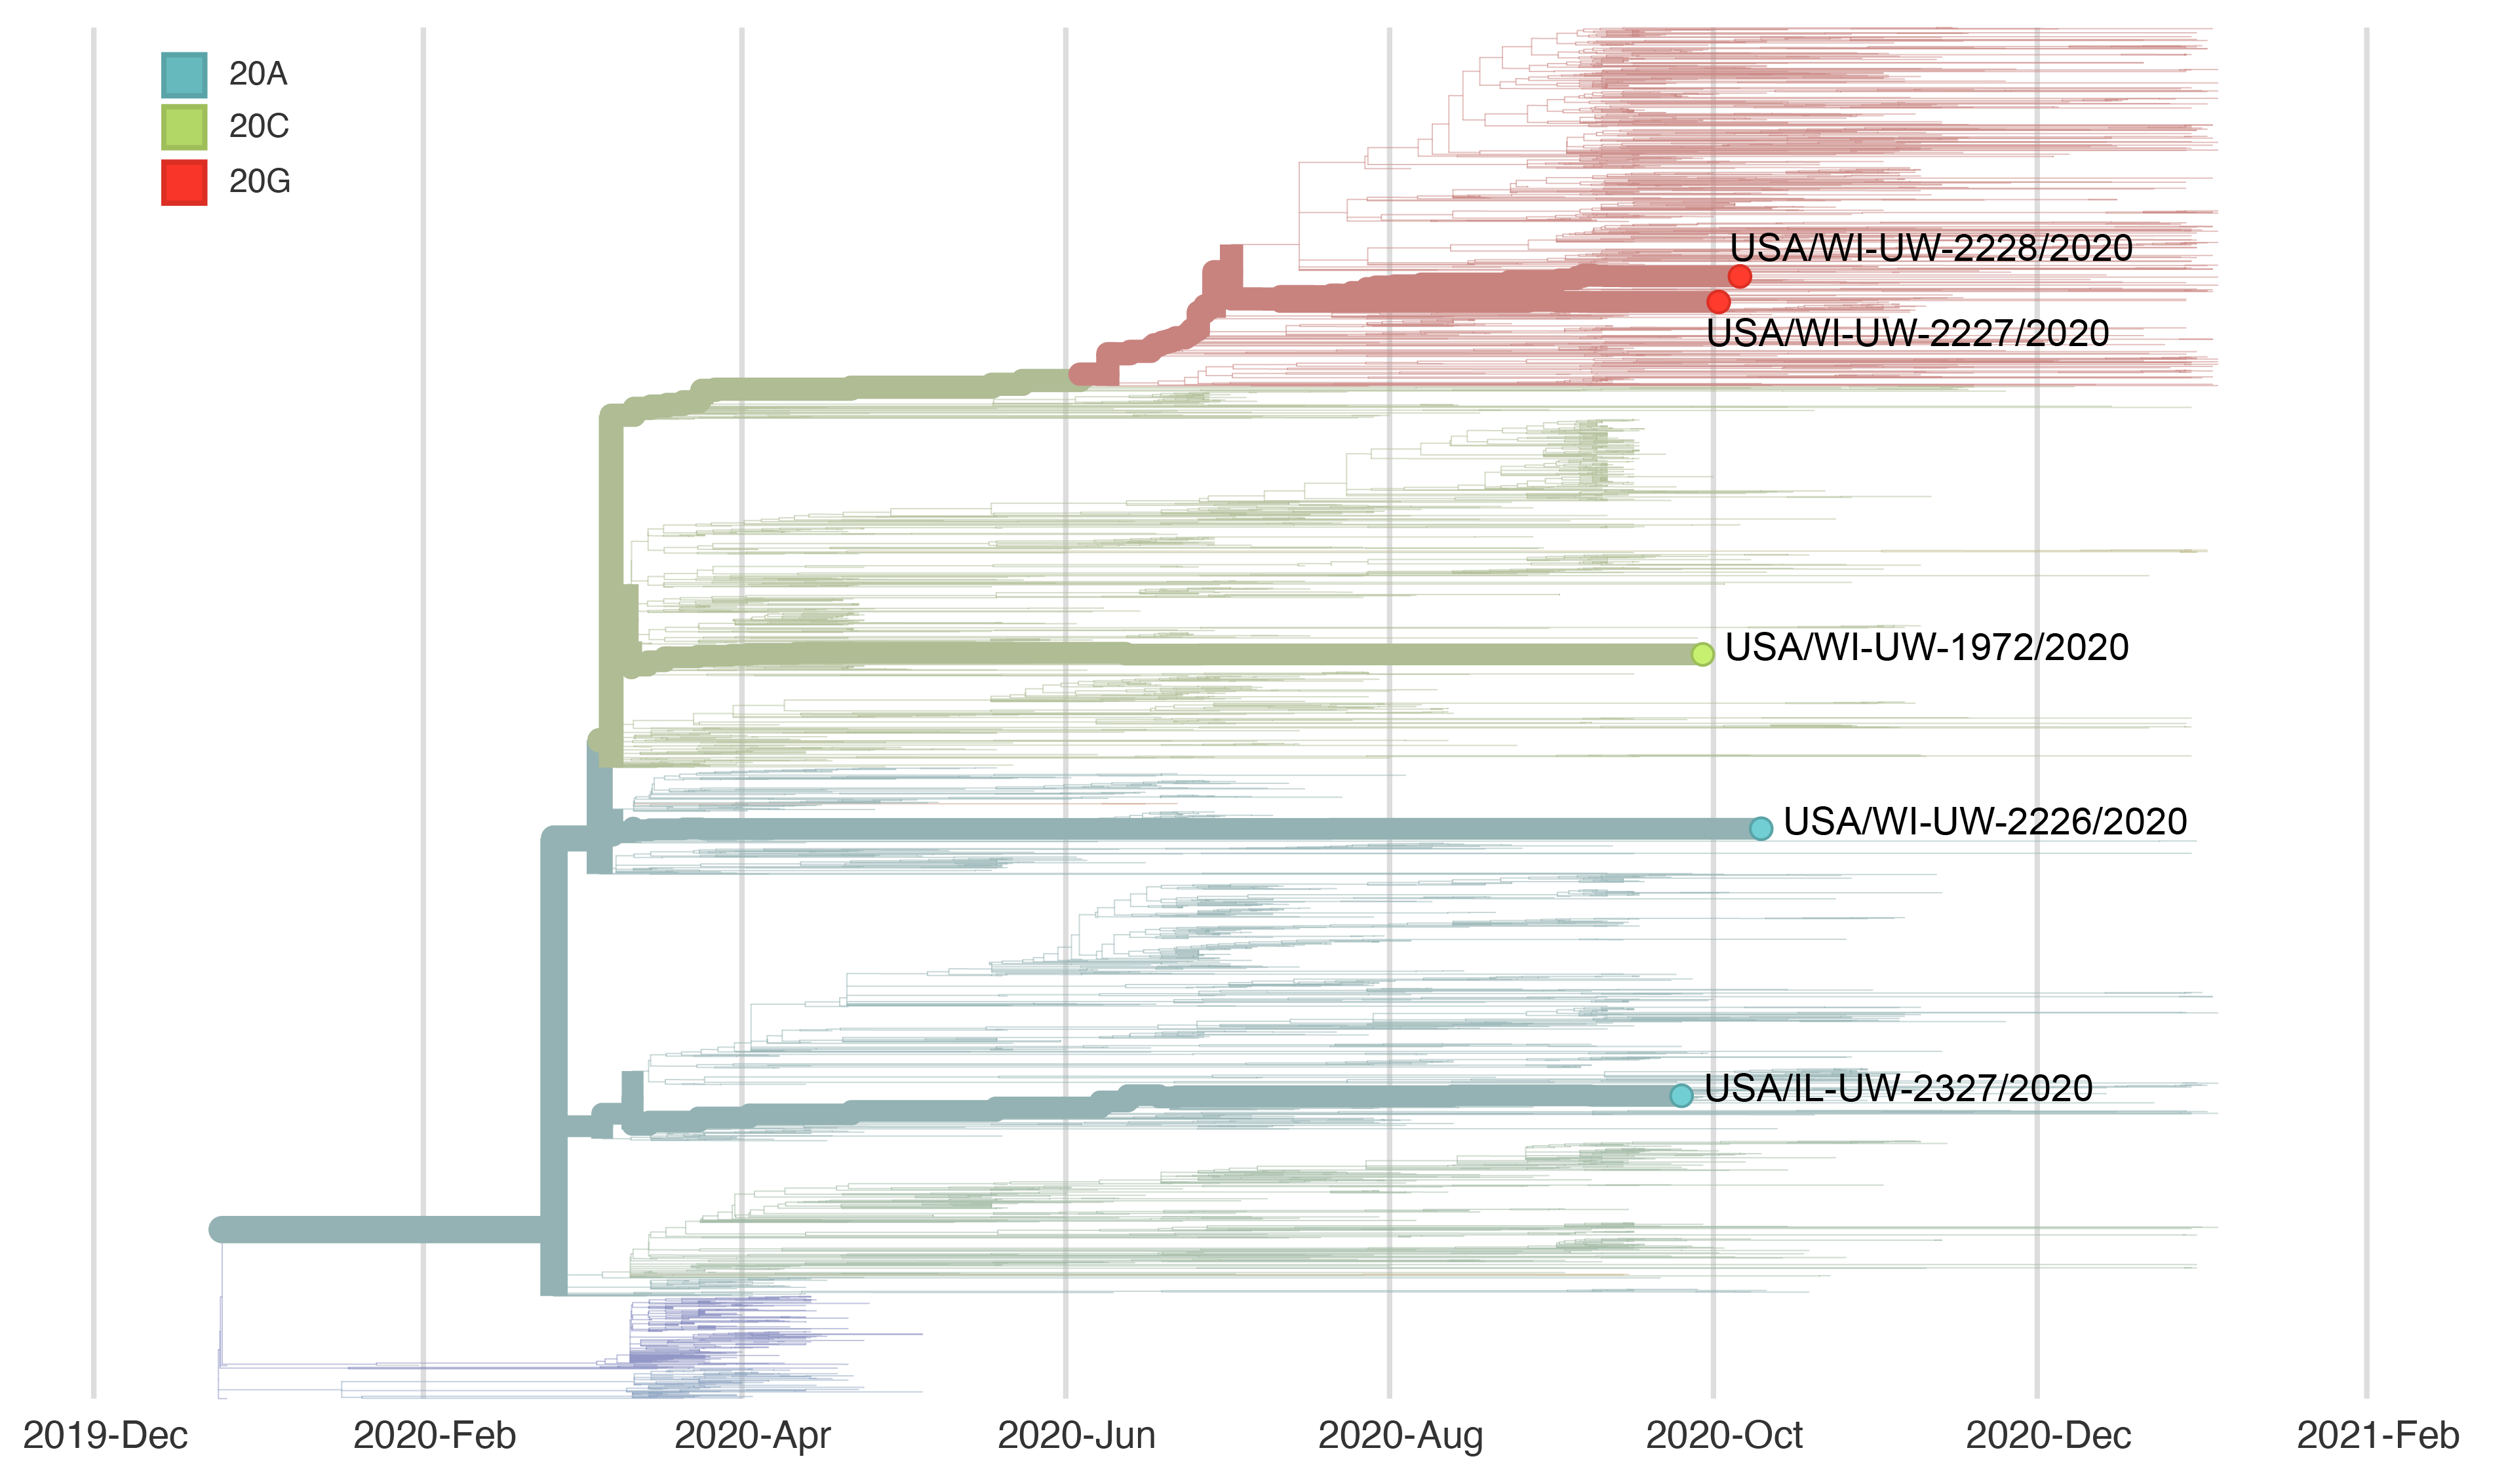 20A
20C
20G
USA/WI-UW-2228/2020
USA/WI-UW-2227/2020
USA/WI-UW-1972/2020
USA/WI-UW-2226/2020
USA/IL-UW-2327/2020
2019-Dec 2020-Feb 2020-Apr 2020-Jun 2020-Aug 2020-Oct 2020-Dec 2021-Feb